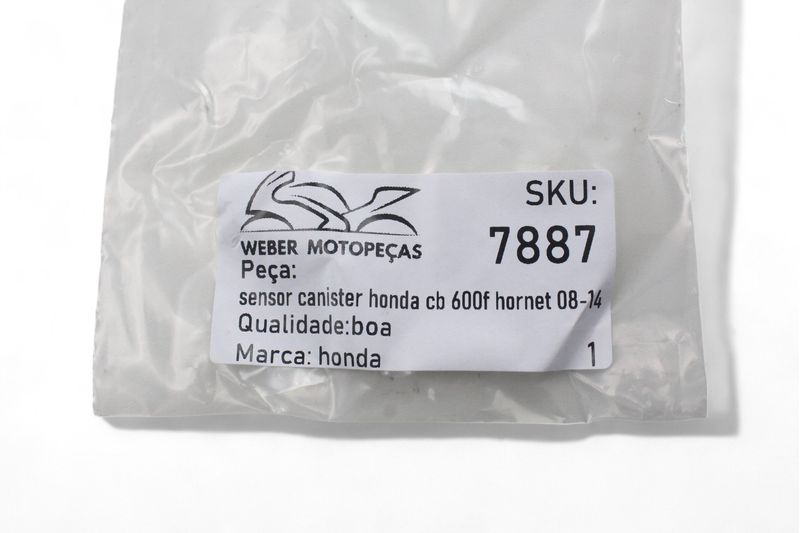 SKU:
7887
WEBER MOTOPEÇAS
Peça:
sensor canister honda cb 600f hornet 08-14
Qualidade:boa
Marca: honda 1